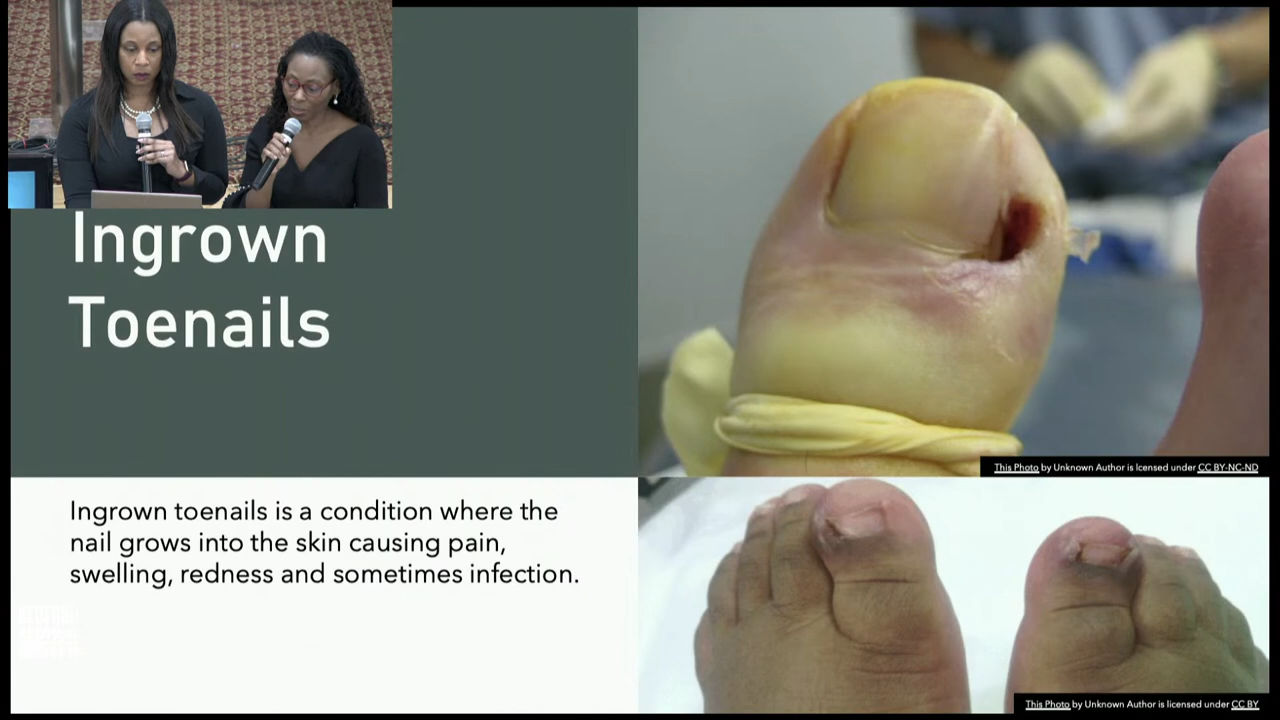 Ingrown
Toenails
This Photo by Unknown Author is lcensed under CC BY-NC-ND
Ingrown toenails is a condition where the
nail grows into the skin causing pain,
swelling, redness and sometimes infection.
This Photo by Unknown Author is licensed under CC BY